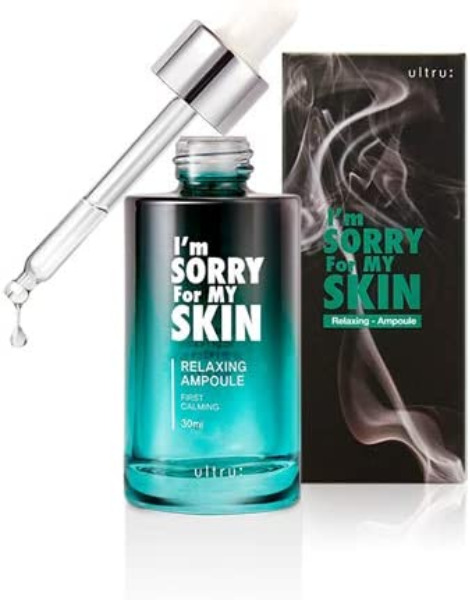 I'm
SORRY
For MY
SKIN
RELAXING
AMPOULE
FIRST
CALMING
30ml
ultru:
ultru:
I'm
SORRY
For MY
SKIN
Relaxing - Ampoule